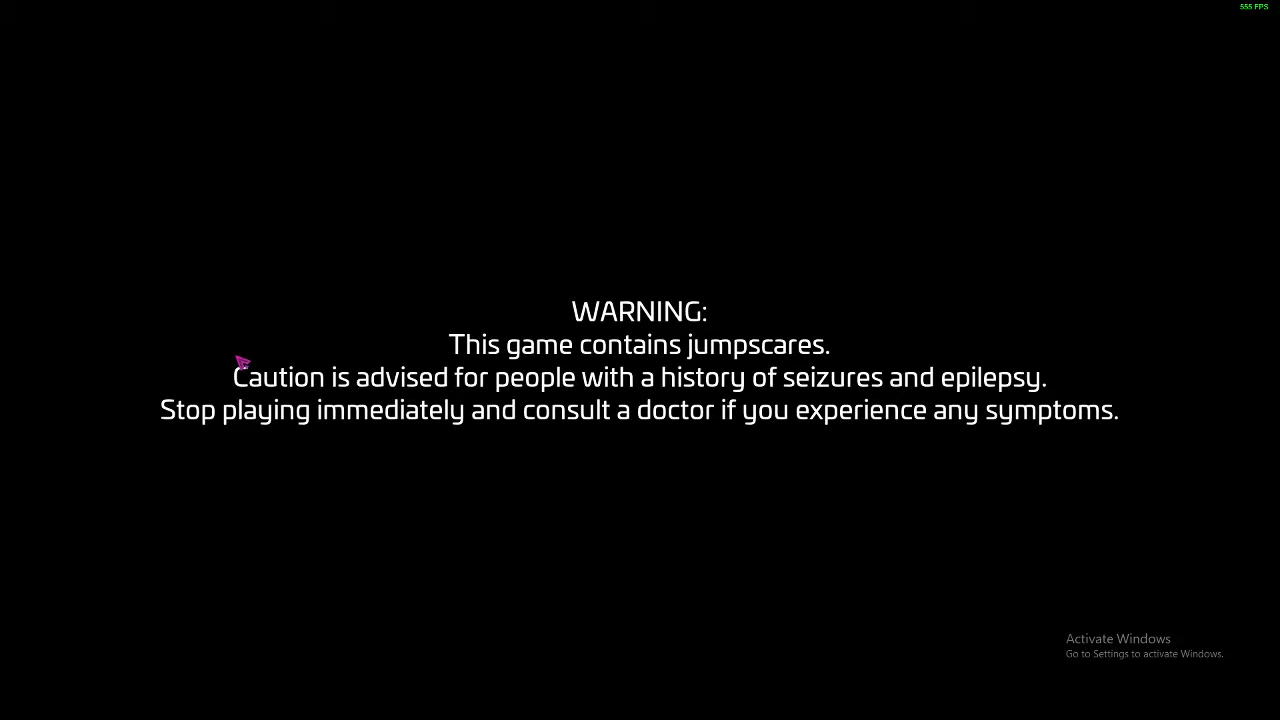 555 FPS
WARNING:
This game contains jumpscares.
Caution is advised for people with a history of seizures and epilepsy.
Stop playing immediately and consult a doctor if you experience any symptoms.
Activate Windows
Go to Settings to activate Windows.